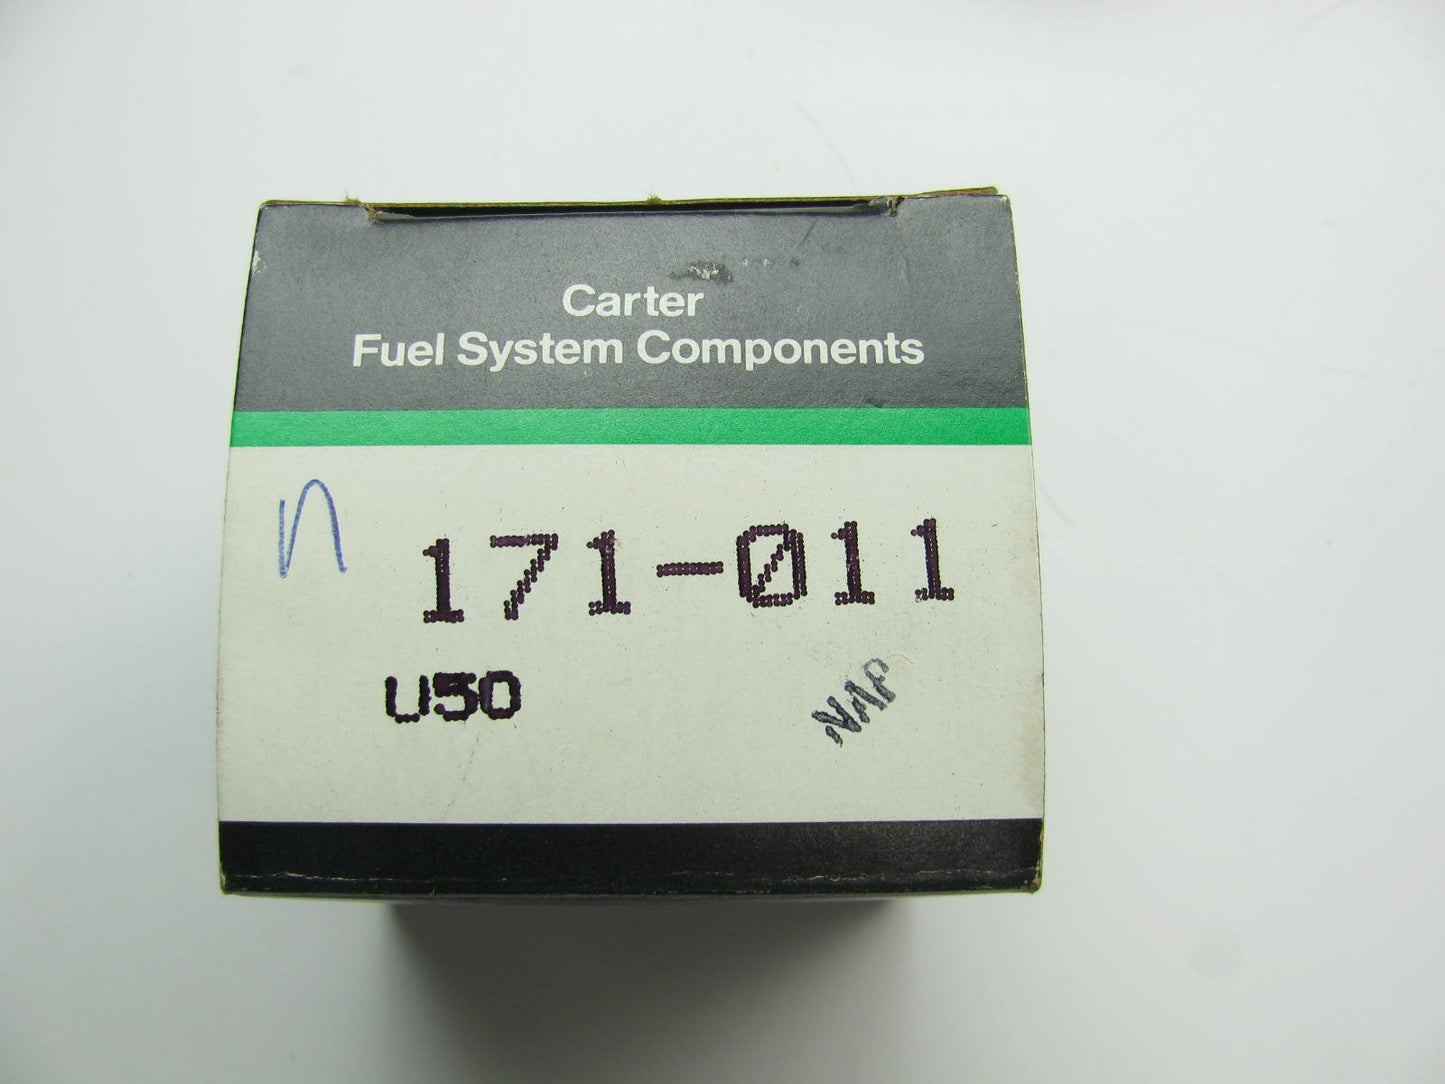 Carter
Fuel System Components
n
171-011
U50
NAP